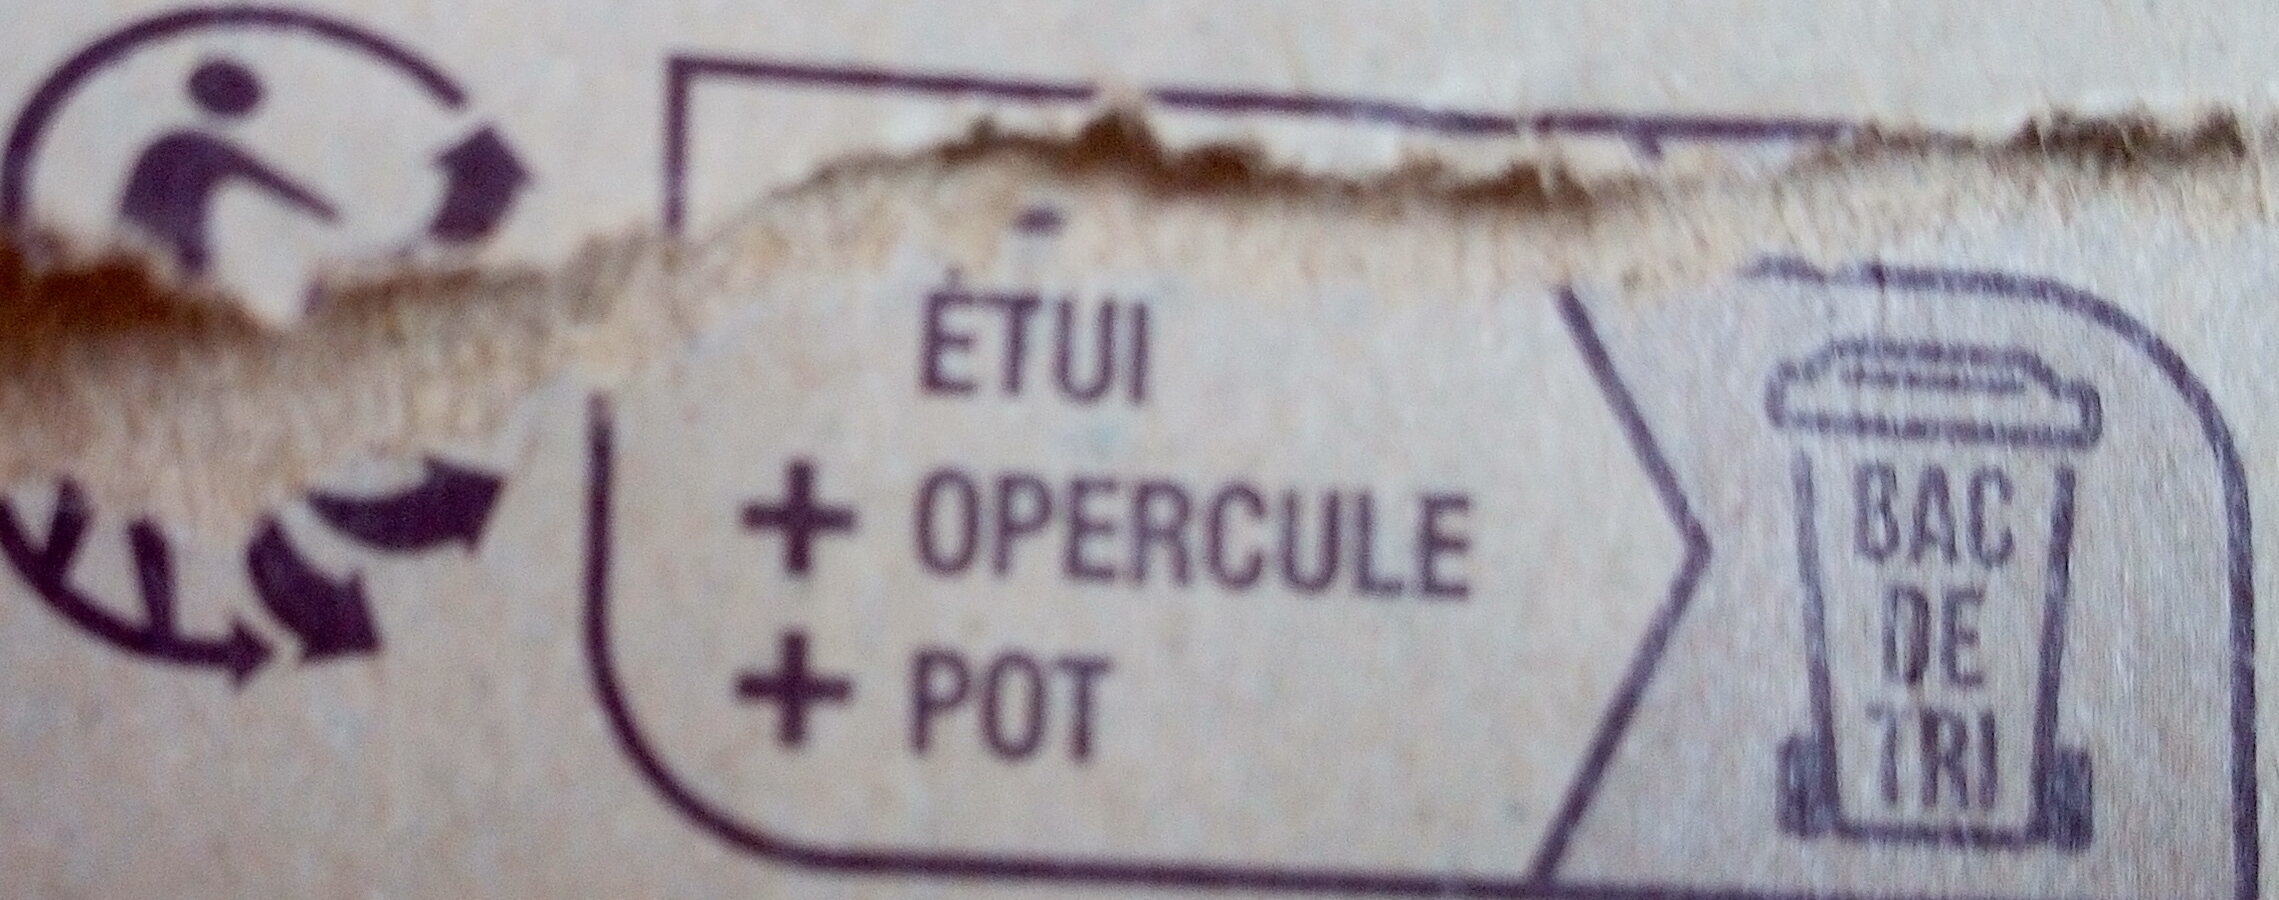 ÉTUI
+ OPERCULE
+ POT
BAC
DE
TRI